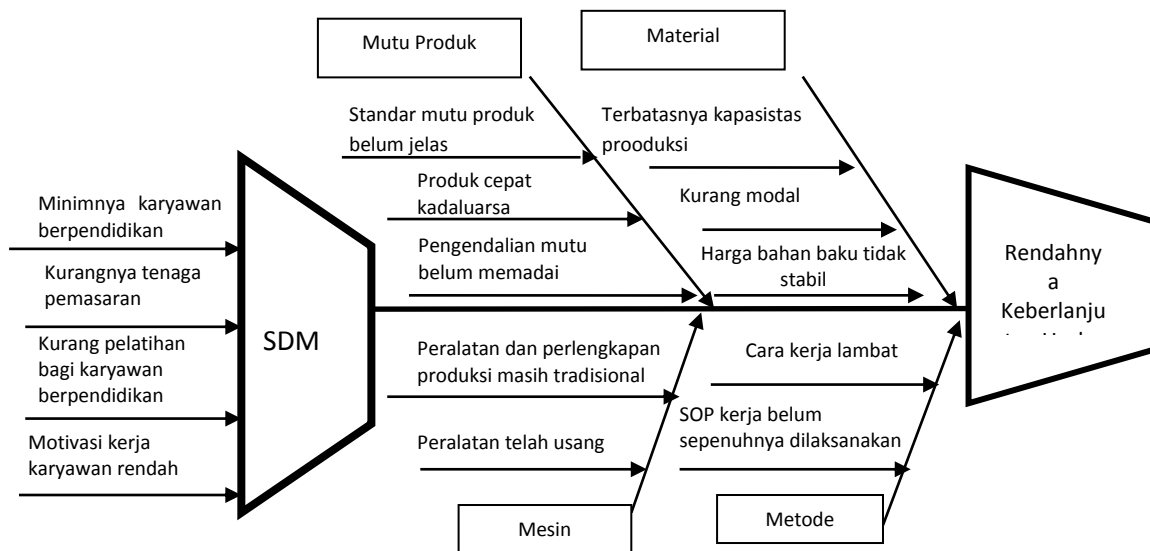 Mutu Produk
Material
Standar mutu produk
belum jelas
Terbatasnya kapasistas
prooduksi
Produk cepat
kadaluarsa
Kurang modal
Pengendalian mutu
belum memadai
Harga bahan baku tidak
stabil
Minimnya karyawan
berpendidikan
Kurangnya tenaga
pemasaran
Kurang pelatihan
bagi karyawan
berpendidikan
Motivasi kerja
karyawan rendah
SDM
Rendahny
a
Keberlanju
Peralatan dan perlengkapan
produksi masih tradisional
Cara kerja lambat
Peralatan telah usang
SOP kerja belum
sepenuhnya dilaksanakan
Mesin
Metode